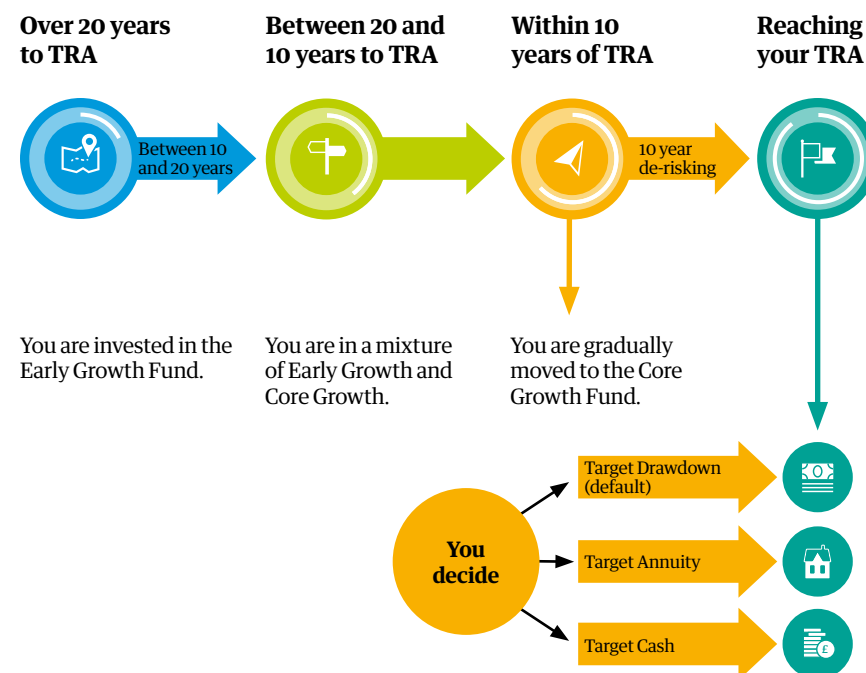 Over 20 years
to TRA
Between 20 and
10 years to TRA
Within 10
years of TRA
Reaching
your TRA
Between 10
and 20 years
10 year
de-risking
You are invested in the
Early Growth Fund.
You are in a mixture
of Early Growth and
Core Growth.
You are gradually
moved to the Core
Growth Fund.
You
decide
Target Drawdown
(default)
Target Annuity
Target Cash
£